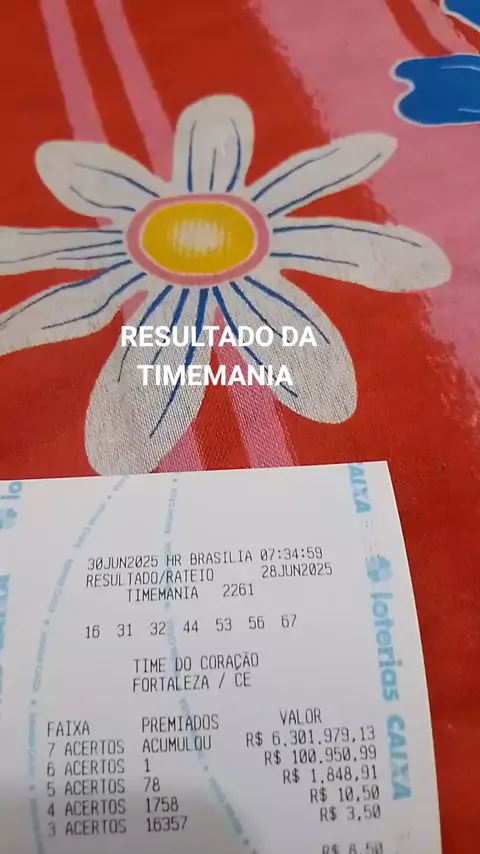 RESULTADO DA
TIMEMANIA
30JUN2025 HR BRASILIA 07:34:59
RESULTADO/RATEIO 28JUN2025
TIMEMANIA 2261
16 31 32 44 53 56 67
TIME DO CORAÇÃO
FORTALEZA / CE
FAIXA PREMIADOS VALOR
7 ACERTOS ACUMULOU R$ 6.301.979,13
6 ACERTOS 1 R$ 100.950,99
5 ACERTOS 78 R$ 1.848,91
4 ACERTOS 1758 R$ 10,50
3 ACERTOS 16357 R$ 3,50
R$ 8,50
CAIXA
loterias CAIXA